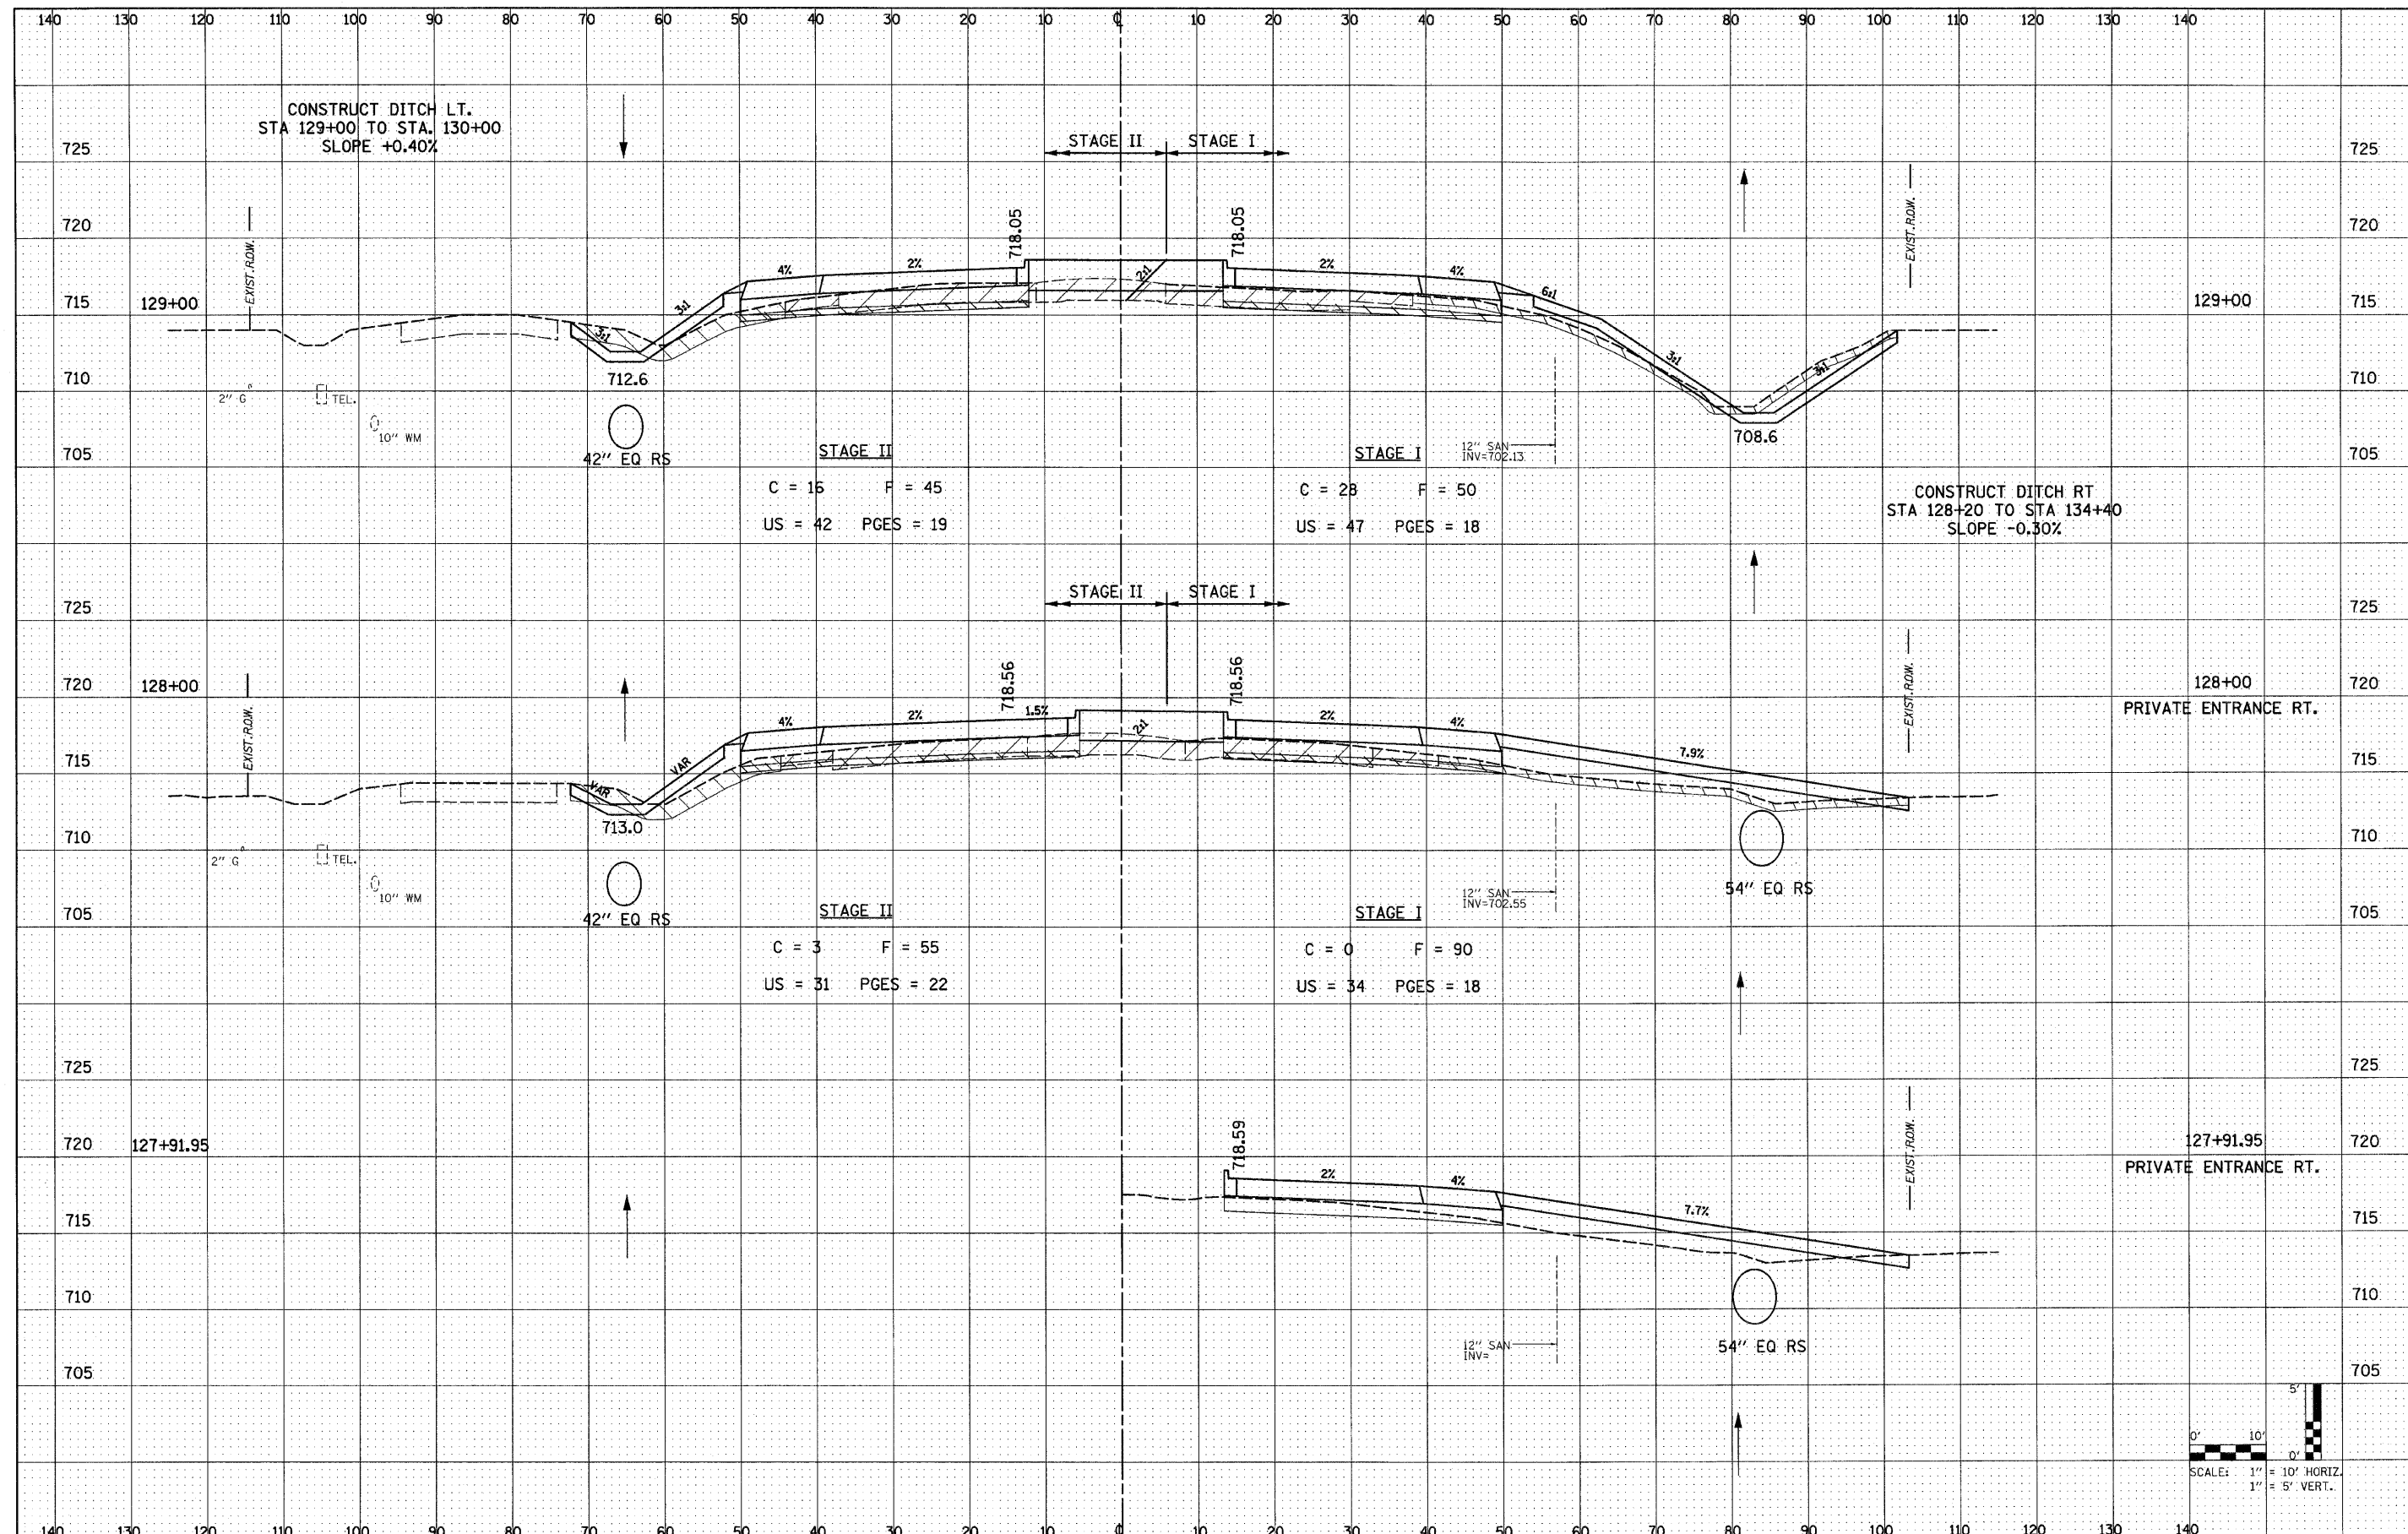 140 130 120 110 100 90 80 70 60 50 40 30 20 10 ℄ 10 20 30 40 50 60 70 80 90 100 110 120 130 140
CONSTRUCT DITCH LT.
STA 129+00 TO STA. 130+00
SLOPE +0.40%
STAGE II STAGE I
725 725
720 720
EXIST. R.O.W. 718.05 718.05 EXIST. R.O.W.
4% 2% 2% 4%
3:1 2:1 6:1
715 129+00 129+00 715
3:1 3:1 3:1
712.6
710 710
2" G TEL.
10" WM
708.6
42" EQ RS
12" SAN
INV=702.13
705 705
STAGE II STAGE I
C = 16 F = 45 C = 28 F = 50
US = 42 PGES = 19 US = 47 PGES = 18
CONSTRUCT DITCH RT
STA 128+20 TO STA 134+40
SLOPE -0.30%
STAGE II STAGE I
725 725
EXIST. R.O.W. 718.56 718.56 EXIST. R.O.W.
720 128+00 128+00 720
PRIVATE ENTRANCE RT.
4% 2% 1.5% 2:1 2% 4% 7.9%
VAR
715 715
VAR
713.0
710 710
2" G TEL.
10" WM
42" EQ RS
54" EQ RS
12" SAN
INV=702.55
705 705
STAGE II STAGE I
C = 3 F = 55 C = 0 F = 90
US = 31 PGES = 22 US = 34 PGES = 18
725 725
718.59 EXIST. R.O.W.
720 127+91.95 127+91.95 720
PRIVATE ENTRANCE RT.
2% 4% 7.7%
715 715
710 710
12" SAN
INV=
54" EQ RS
705 705
5'
0' 10' 0'
SCALE: 1" = 10' HORIZ.
1" = 5' VERT.
140 130 120 110 100 90 80 70 60 50 40 30 20 10 ℄ 10 20 30 40 50 60 70 80 90 100 110 120 130 140